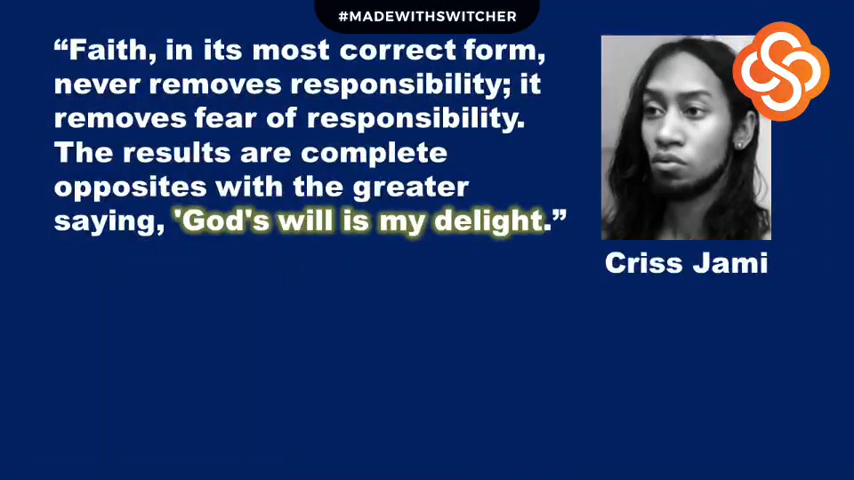 #MADEWITHSWITCHER
“Faith, in its most correct form,
never removes responsibility; it
removes fear of responsibility.
The results are complete
opposites with the greater
saying, 'God's will is my delight.”
Criss Jami